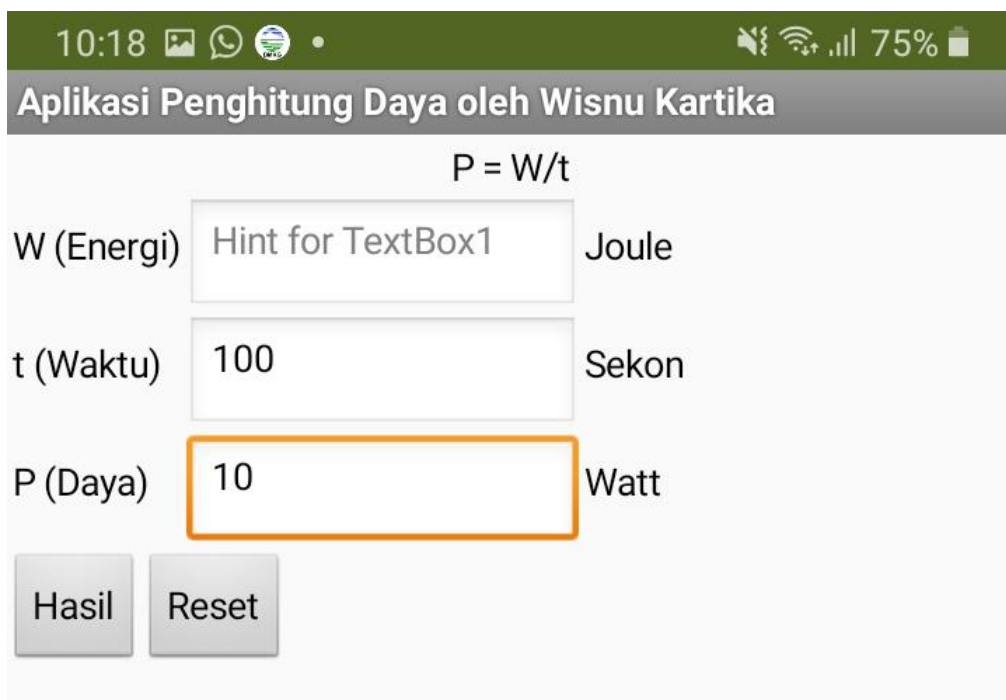 10:18 75%
Aplikasi Penghitung Daya oleh Wisnu Kartika
P = W/t
W (Energi) Hint for TextBox1 Joule
t (Waktu) 100 Sekon
P (Daya) 10 Watt
Hasil Reset